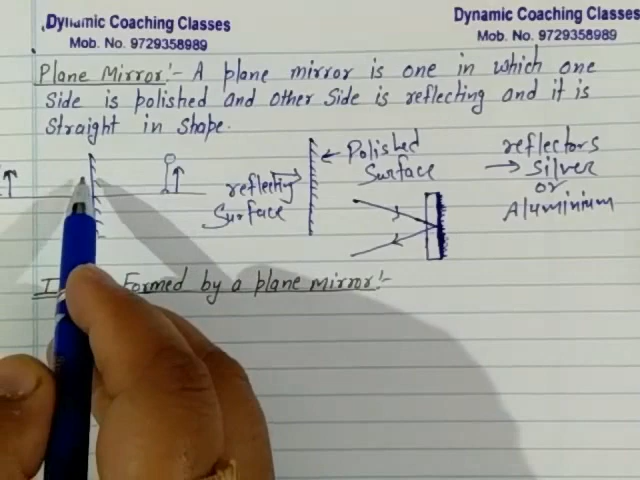 Dynamic Coaching Classes
Mob. No. 9729358989
Dynamic Coaching Classes
Mob. No. 9729358989
Plane Mirror:- A plane mirror is one in which one
Side is polished and other side is reflecting and it is
Straight in shape.
reflecting
Surface
Polished
Surface
reflectors
→ Silver
or
Aluminium
Formed by a plane mirror:-